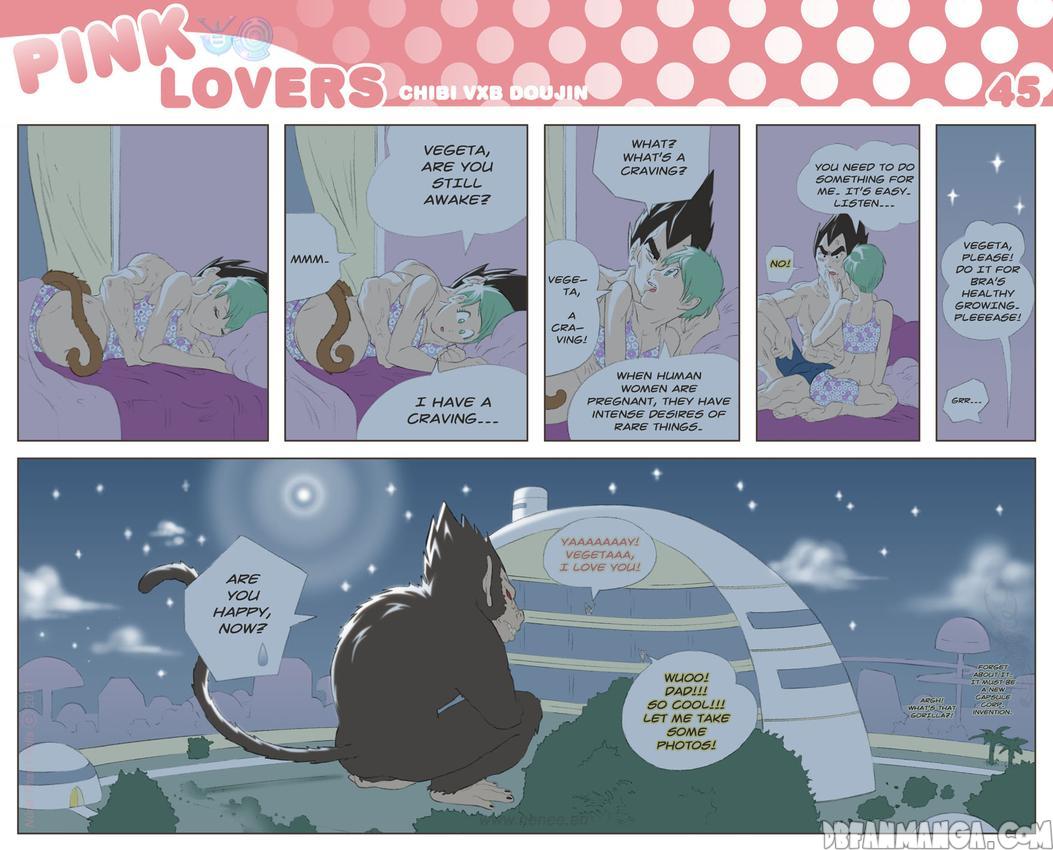 PINK
LOVERS
CHIBI VXB DOUJIN
45
VEGETA,
ARE YOU
STILL
AWAKE?
MMM-
I HAVE A
CRAVING---
WHAT?
WHAT'S A
CRAVING?
VEGE-
TA,
A
CRA-
VING!
WHEN HUMAN
WOMEN ARE
PREGNANT, THEY HAVE
INTENSE DESIRES OF
RARE THINGS-
YOU NEED TO DO
SOMETHING FOR
ME- IT'S EASY-
LISTEN---
NO!
VEGETA,
PLEASE!
DO IT FOR
BRA'S
HEALTHY
GROWING-
PLEEEASE!
GRR---
ARE
YOU
HAPPY,
NOW?
YAAAAAAAY!
VEGETAAA,
I LOVE YOU!
WUOO!
DAD!!!
SO COOL!!!
LET ME TAKE
SOME
PHOTOS!
ARGH!
WHAT'S THAT
GORILLA?!
FORGET
ABOUT IT-
IT MUST BE
A NEW
CAPSULE
CORP-
INVENTION-
DBFANMANGA.COM